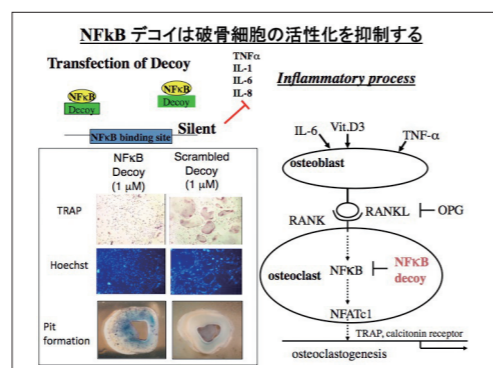 NFkB デコイは破骨細胞の活性化を抑制する
Transfection of Decoy
TNFα
IL-1
IL-6
IL-8
NFκB
Decoy
NFκB
Decoy
NFκB binding site
Silent
NFκB
Decoy
(1 μM)
Scrambled
Decoy
(1 μM)
TRAP
Hoechst
Pit
formation
Inflammatory process
IL-6
Vit.D3
TNF-α
osteoblast
RANK
RANKL
OPG
osteoclast
NFκB
NFκB
decoy
NFATc1
TRAP, calcitonin receptor
osteoclastogenesis